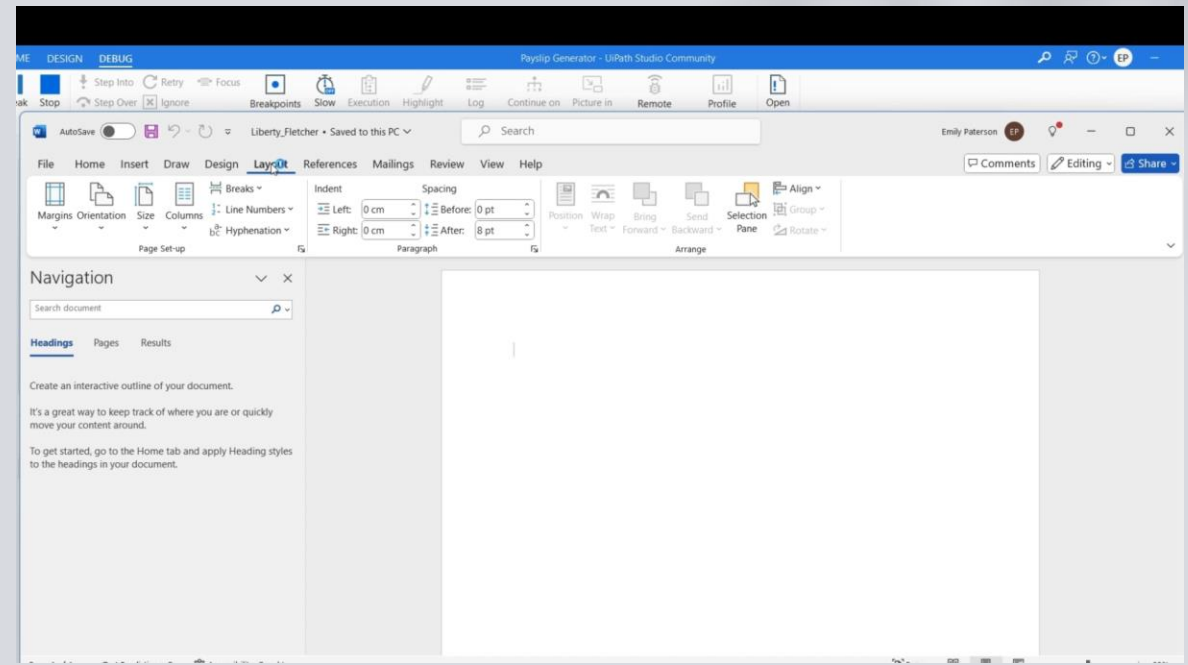 DESIGN DEBUG Payslip Generator - UiPath Studio Community EP
Step Into Retry Focus
Stop Step Over Ignore Breakpoints Slow Execution Highlight Log Continue on Picture in Remote Profile Open
AutoSave Liberty_Fletcher • Saved to this PC Search Emily Paterson EP
File Home Insert Draw Design Layout References Mailings Review View Help Comments Editing Share
Breaks Indent Spacing Align
Margins Orientation Size Columns Line Numbers Left: 0 cm Before: 0 pt Position Wrap Bring Send Selection Group
Hyphenation Right: 0 cm After: 8 pt Text Forward Backward Pane Rotate
Page Set-up Paragraph Arrange
Navigation
Search document
Headings Pages Results
Create an interactive outline of your document.
It's a great way to keep track of where you are or quickly
move your content around.
To get started, go to the Home tab and apply Heading styles
to the headings in your document.